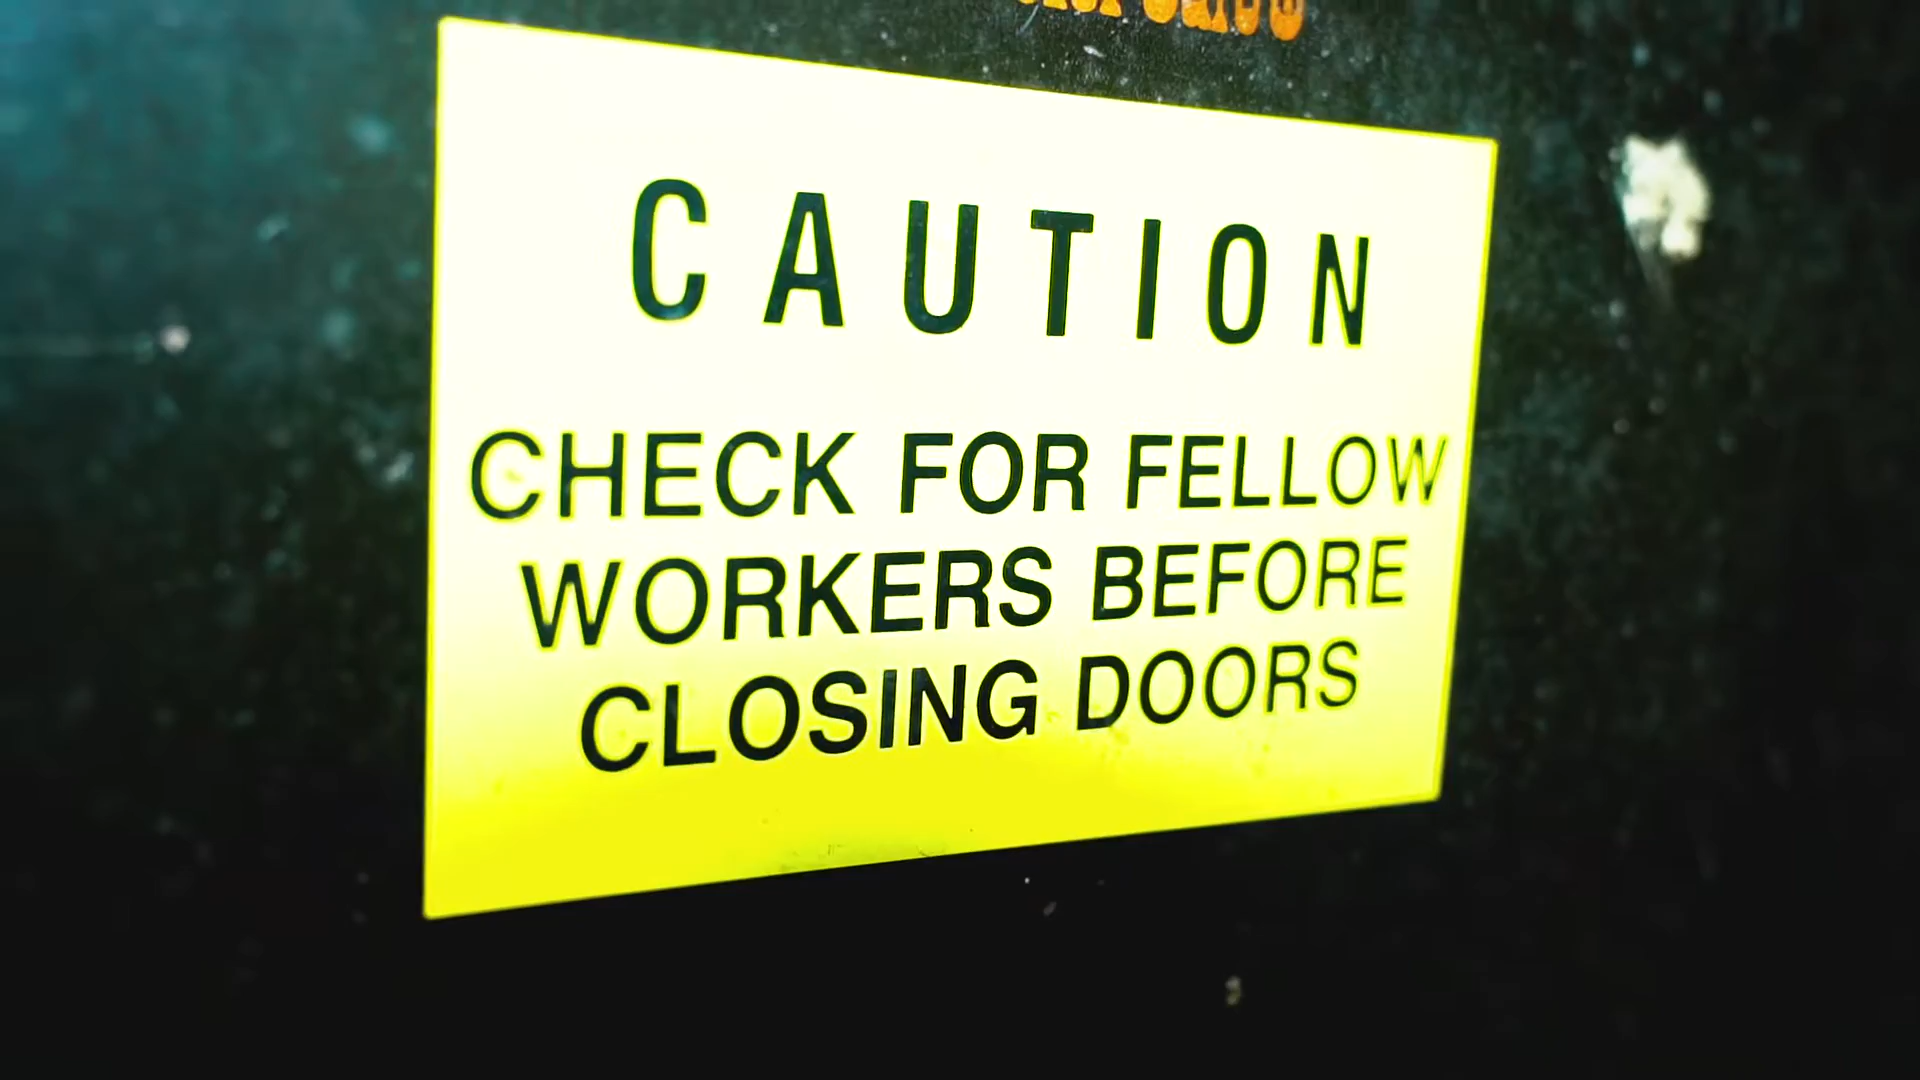 CAUTION
CHECK FOR FELLOW
WORKERS BEFORE
CLOSING DOORS